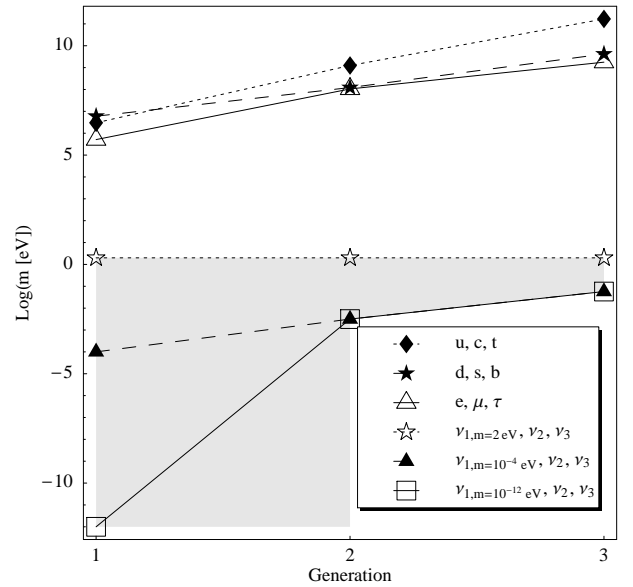 10
5
0
−5
−10
Log(m [eV])
1
2
3
Generation
u, c, t
d, s, b
e, μ, τ
ν1,m=2 eV, ν2, ν3
ν1,m=10−4 eV, ν2, ν3
ν1,m=10−12 eV, ν2, ν3